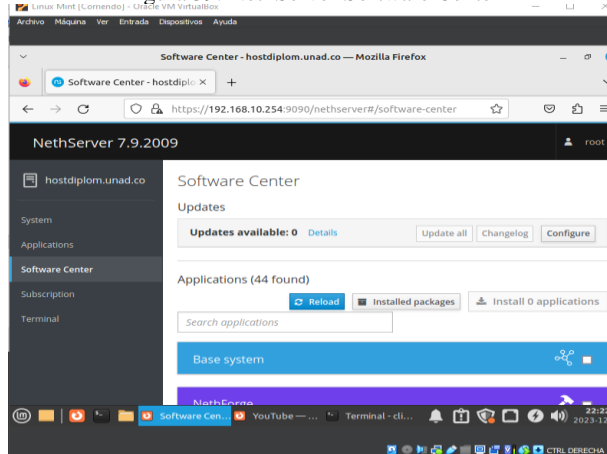 Linux Mint [Corriendo] - Oracle VM VirtualBox
Archivo Máquina Ver Entrada Dispositivos Ayuda
Software Center - hostdiplom.unad.co — Mozilla Firefox
Software Center - hostdiplo
https://192.168.10.254:9090/nethserver#/software-center
NethServer 7.9.2009
root
hostdiplom.unad.co
Software Center
Updates
System
Updates available: 0 Details Update all Changelog Configure
Applications
Software Center
Applications (44 found)
Subscription
Reload Installed packages Install 0 applications
Terminal
Search applications
Base system
NethForge
Software Cen... YouTube — ... Terminal - cli...
22:22
2023-12
CTRL DERECHA